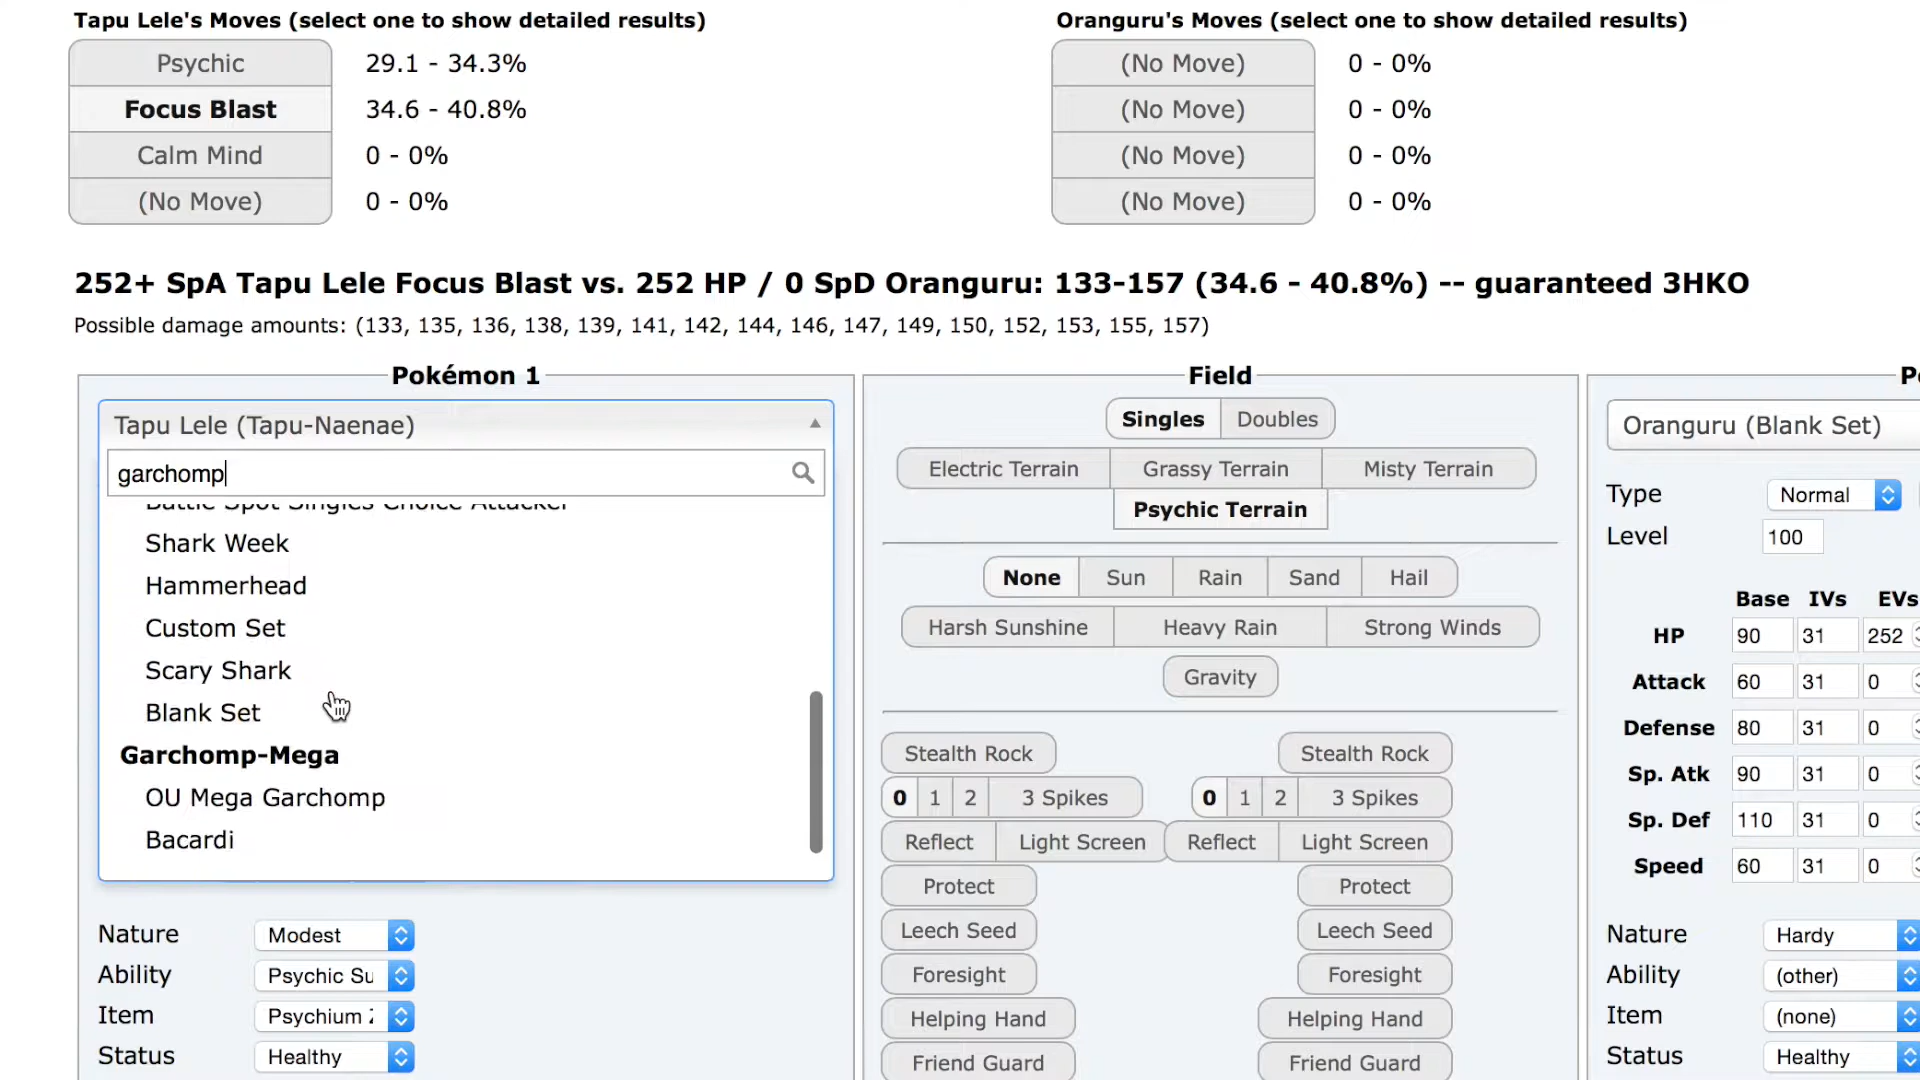 Tapu Lele's Moves (select one to show detailed results)
Oranguru's Moves (select one to show detailed results)
Psychic 29.1 - 34.3%
Focus Blast 34.6 - 40.8%
Calm Mind 0 - 0%
(No Move) 0 - 0%
(No Move) 0 - 0%
(No Move) 0 - 0%
(No Move) 0 - 0%
(No Move) 0 - 0%
252+ SpA Tapu Lele Focus Blast vs. 252 HP / 0 SpD Oranguru: 133-157 (34.6 - 40.8%) -- guaranteed 3HKO
Possible damage amounts: (133, 135, 136, 138, 139, 141, 142, 144, 146, 147, 149, 150, 152, 153, 155, 157)
Pokémon 1
Tapu Lele (Tapu-Naenae)
garchomp
Battle Spot Singles Choice Attacker
Shark Week
Hammerhead
Custom Set
Scary Shark
Blank Set
Garchomp-Mega
OU Mega Garchomp
Bacardi
Nature Modest
Ability Psychic Su
Item Psychium Z
Status Healthy
Field
Singles Doubles
Electric Terrain Grassy Terrain Misty Terrain
Psychic Terrain
None Sun Rain Sand Hail
Harsh Sunshine Heavy Rain Strong Winds
Gravity
Stealth Rock Stealth Rock
0 1 2 3 Spikes 0 1 2 3 Spikes
Reflect Light Screen Reflect Light Screen
Protect Protect
Leech Seed Leech Seed
Foresight Foresight
Helping Hand Helping Hand
Friend Guard Friend Guard
Oranguru (Blank Set)
Type Normal
Level 100
Base IVs EVs
HP 90 31 252
Attack 60 31 0
Defense 80 31 0
Sp. Atk 90 31 0
Sp. Def 110 31 0
Speed 60 31 0
Nature Hardy
Ability (other)
Item (none)
Status Healthy